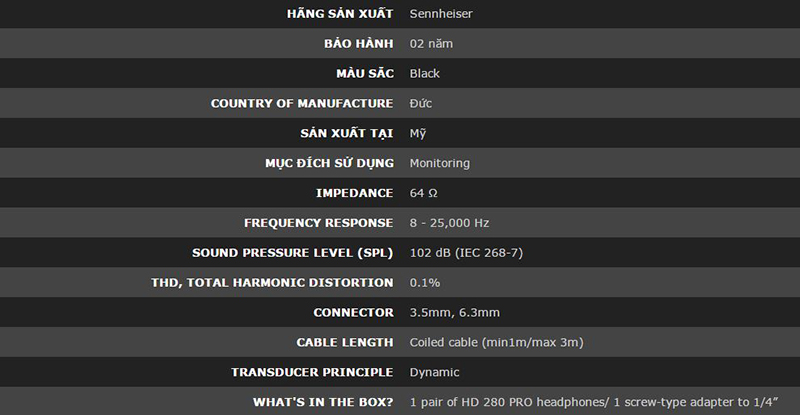 HÃNG SẢN XUẤT Sennheiser
BẢO HÀNH 02 năm
MÀU SẮC Black
COUNTRY OF MANUFACTURE Đức
SẢN XUẤT TẠI Mỹ
MỤC ĐÍCH SỬ DỤNG Monitoring
IMPEDANCE 64 Ω
FREQUENCY RESPONSE 8 - 25,000 Hz
SOUND PRESSURE LEVEL (SPL) 102 dB (IEC 268-7)
THD, TOTAL HARMONIC DISTORTION 0.1%
CONNECTOR 3.5mm, 6.3mm
CABLE LENGTH Coiled cable (min1m/max 3m)
TRANSDUCER PRINCIPLE Dynamic
WHAT'S IN THE BOX? 1 pair of HD 280 PRO headphones/ 1 screw-type adapter to 1/4”